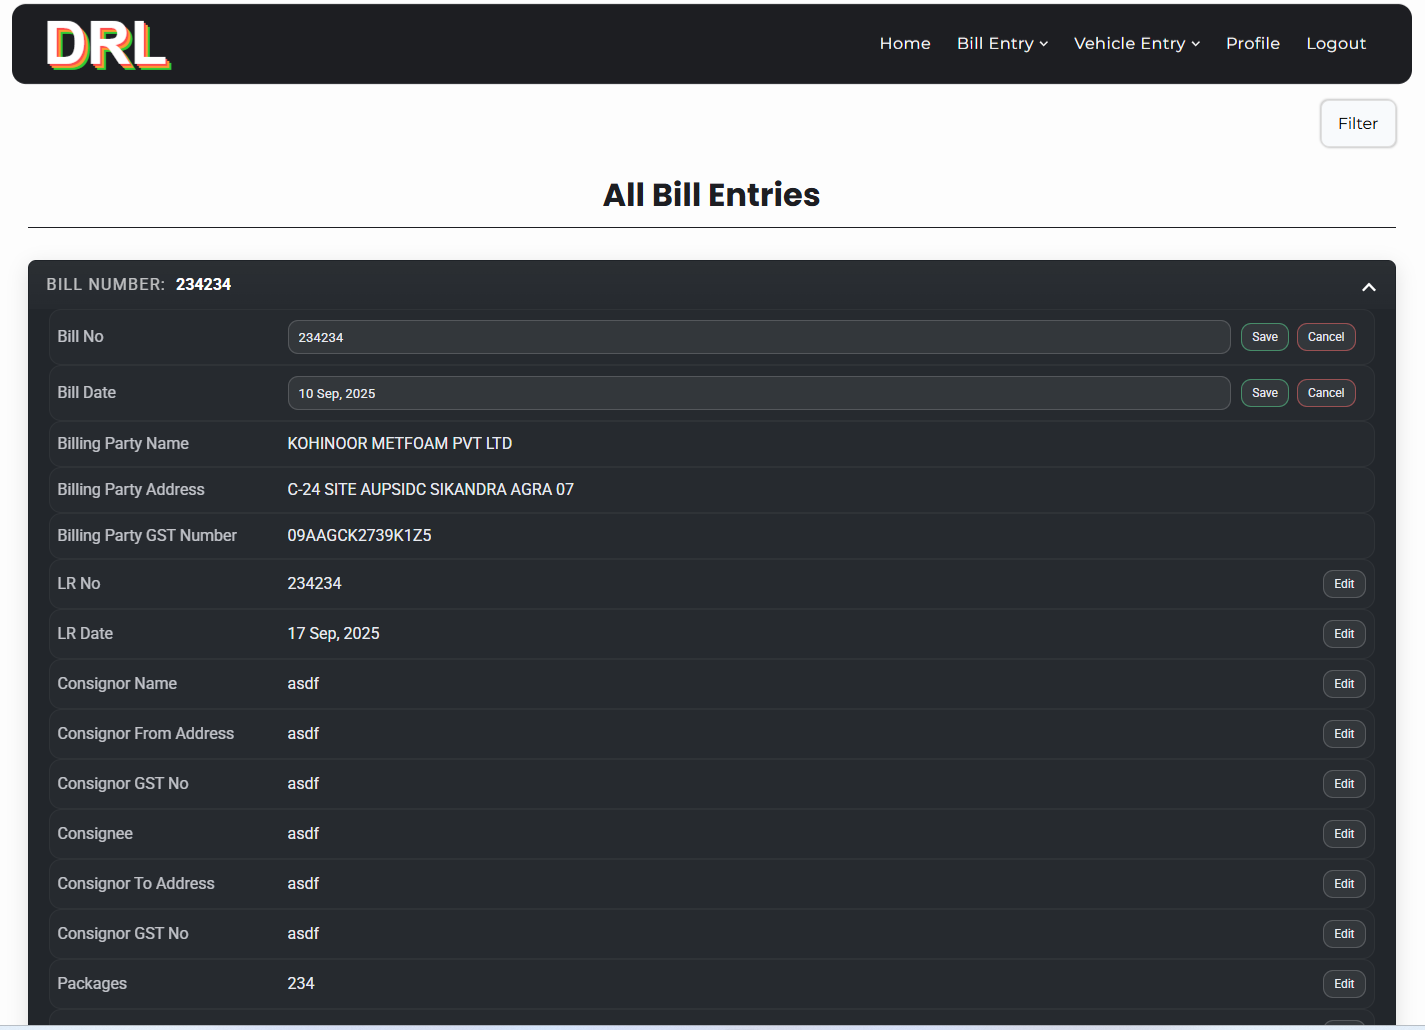 DRL
Home Bill Entry Vehicle Entry Profile Logout
Filter
All Bill Entries
BILL NUMBER: 234234
Bill No 234234 Save Cancel
Bill Date 10 Sep, 2025 Save Cancel
Billing Party Name KOHINOOR METFOAM PVT LTD
Billing Party Address C-24 SITE AUPSIDC SIKANDRA AGRA 07
Billing Party GST Number 09AAGCK2739K1Z5
LR No 234234 Edit
LR Date 17 Sep, 2025 Edit
Consignor Name asdf Edit
Consignor From Address asdf Edit
Consignor GST No asdf Edit
Consignee asdf Edit
Consignor To Address asdf Edit
Consignor GST No asdf Edit
Packages 234 Edit